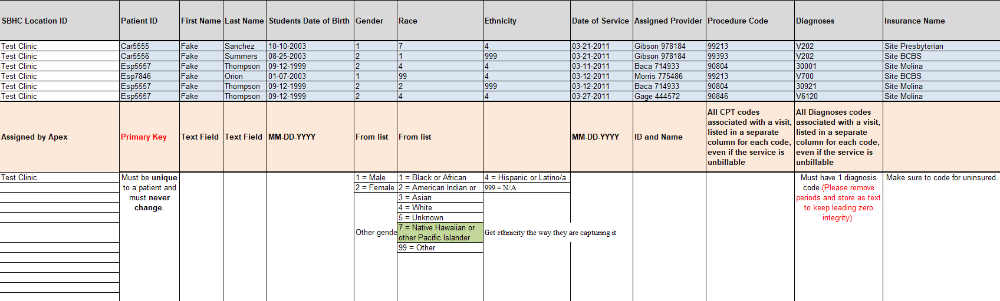 SBHC Location ID Patient ID First Name Last Name Students Date of Birth Gender Race Ethnicity Date of Service Assigned Provider Procedure Code Diagnoses Insurance Name
Test Clinic Car5555 Fake Sanchez 10-10-2003 1 7 4 03-21-2011 Gibson 978184 99213 V202 Site Presbyterian
Test Clinic Car5556 Fake Summers 08-25-2003 2 1 999 03-21-2011 Gibson 978184 99393 V202 Site BCBS
Test Clinic Esp5557 Fake Thompson 09-12-1999 2 4 4 03-11-2011 Baca 714933 90804 30001 Site Molina
Test Clinic Esp7846 Fake Orion 01-07-2003 1 99 4 03-12-2011 Morris 775486 99213 V700 Site BCBS
Test Clinic Esp5557 Fake Thompson 09-12-1999 2 2 999 03-12-2011 Baca 714933 90804 30921 Site Molina
Test Clinic Esp5557 Fake Thompson 09-12-1999 2 4 4 03-27-2011 Gage 444572 90846 V6120 Site Molina
Assigned by Apex
Primary Key
Text Field
Text Field
MM-DD-YYYY
From list
From list
MM-DD-YYYY
ID and Name
All CPT codes
associated with a visit,
listed in a separate
column for each code,
even if the service is
unbillable
All Diagnoses codes
associated with a visit,
listed in a separate
column for each code,
even if the service is
unbillable
Test Clinic
Must be unique
to a patient and
must never
change.
1 = Male
2 = Female
Other gende
1 = Black or African
2 = American Indian or
3 = Asian
4 = White
5 = Unknown
7 = Native Hawaiian or
other Pacific Islander
99 = Other
4 = Hispanic or Latino/a
999 = N/A
Get ethnicity the way they are capturing it
Must have 1 diagnosis
code (Please remove
periods and store as text
to keep leading zero
integrity).
Make sure to code for uninsured.